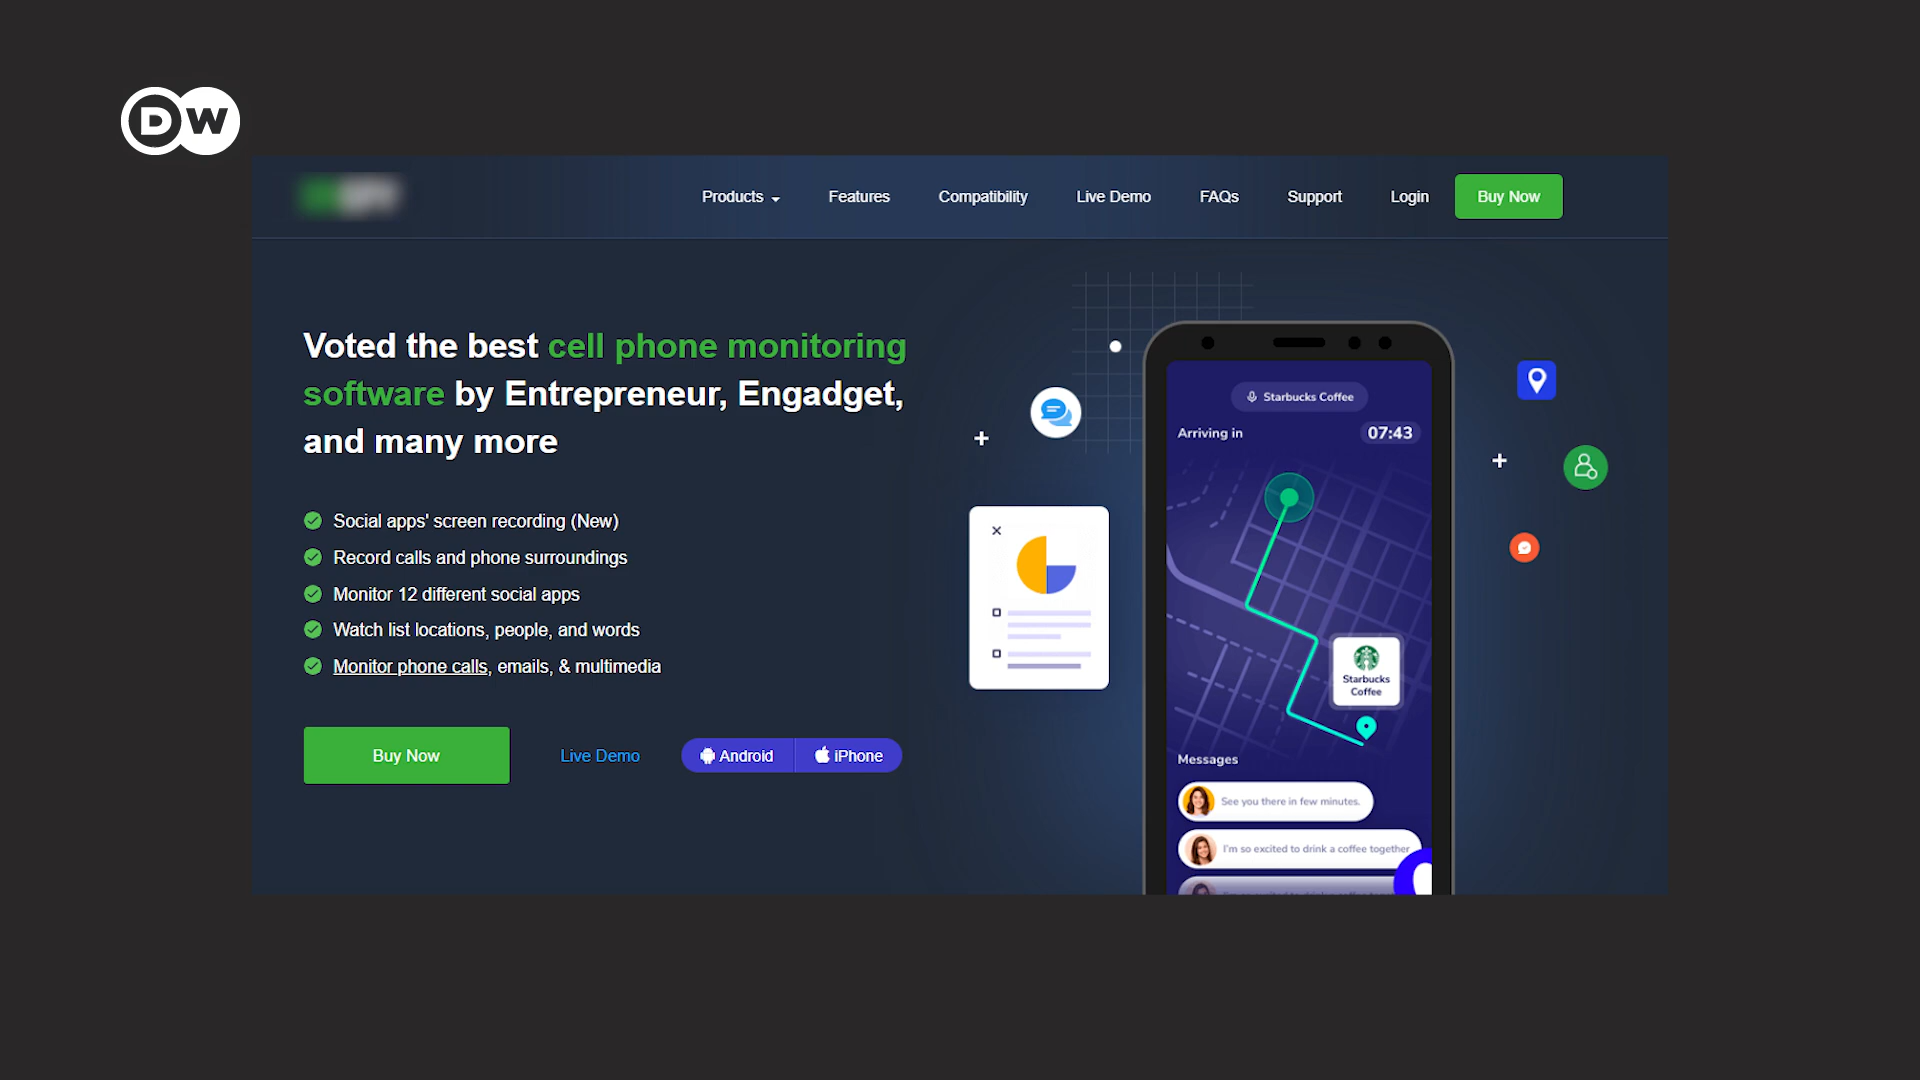 DW
Products
Features
Compatibility
Live Demo
FAQs
Support
Login
Buy Now
Voted the best cell phone monitoring
software by Entrepreneur, Engadget,
and many more
Social apps' screen recording (New)
Record calls and phone surroundings
Monitor 12 different social apps
Watch list locations, people, and words
Monitor phone calls, emails, & multimedia
Buy Now
Live Demo
Android
iPhone
Starbucks Coffee
Arriving in
07:43
Starbucks
Coffee
Messages
See you there in few minutes.
I'm so excited to drink a coffee together